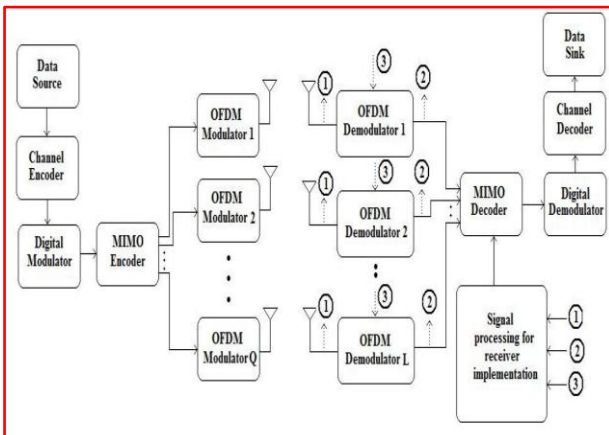 Data
Source
Channel
Encoder
Digital
Modulator
MIMO
Encoder
OFDM
Modulator 1
OFDM
Modulator 2
OFDM
Modulator Q
1
3
2
OFDM
Demodulator 1
1
3
2
OFDM
Demodulator 2
1
3
2
OFDM
Demodulator L
MIMO
Decoder
Digital
Demodulator
Channel
Decoder
Data
Sink
Signal
processing for
receiver
implementation
1
2
3